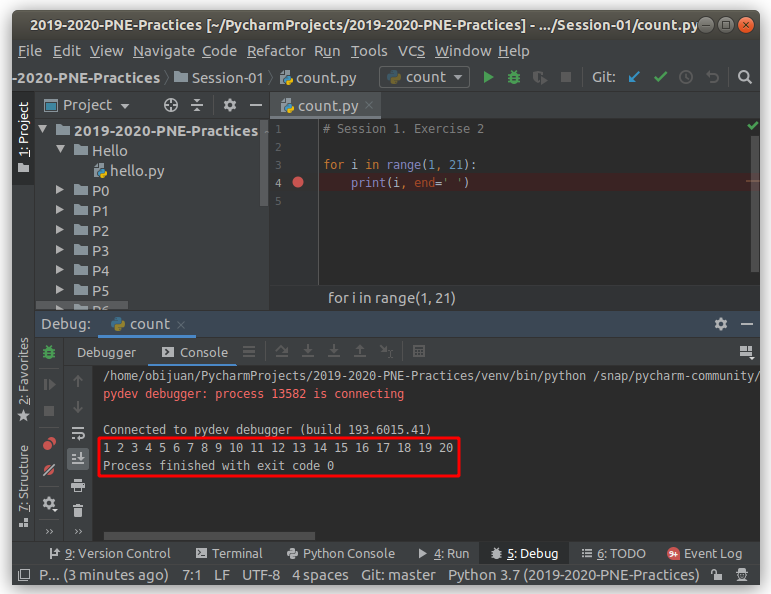 2019-2020-PNE-Practices [~/PycharmProjects/2019-2020-PNE-Practices] - .../Session-01/count.py
File Edit View Navigate Code Refactor Run Tools VCS Window Help
-2020-PNE-Practices Session-01 count.py count Git:
1: Project
Project
count.py
2019-2020-PNE-Practices
Hello
hello.py
P0
P1
P2
P3
P4
P5
1 # Session 1. Exercise 2
2
3 for i in range(1, 21):
4 print(i, end=' ')
5
for i in range(1, 21)
Debug: count
Debugger Console
2: Favorites
7: Structure
/home/obijuan/PycharmProjects/2019-2020-PNE-Practices/venv/bin/python /snap/pycharm-community/
pydev debugger: process 13582 is connecting
Connected to pydev debugger (build 193.6015.41)
1 2 3 4 5 6 7 8 9 10 11 12 13 14 15 16 17 18 19 20
Process finished with exit code 0
9: Version Control Terminal Python Console 4: Run 5: Debug 6: TODO 9+ Event Log
P... (3 minutes ago) 7:1 LF UTF-8 4 spaces Git: master Python 3.7 (2019-2020-PNE-Practices)